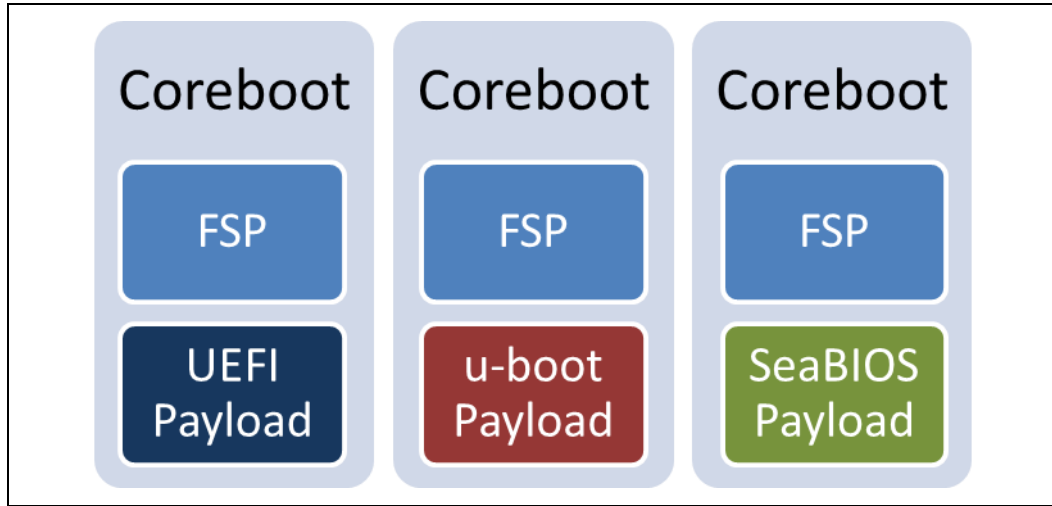 Coreboot
FSP
UEFI
Payload
Coreboot
FSP
u-boot
Payload
Coreboot
FSP
SeaBIOS
Payload